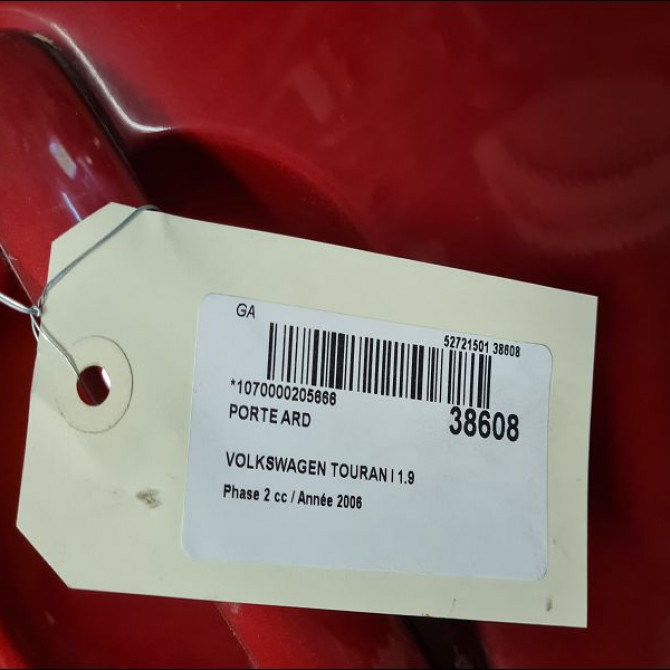 GA
52721501 38608
*1070000205666
38608
PORTE ARD
VOLKSWAGEN TOURAN I 1.9
Phase 2 cc / Année 2006